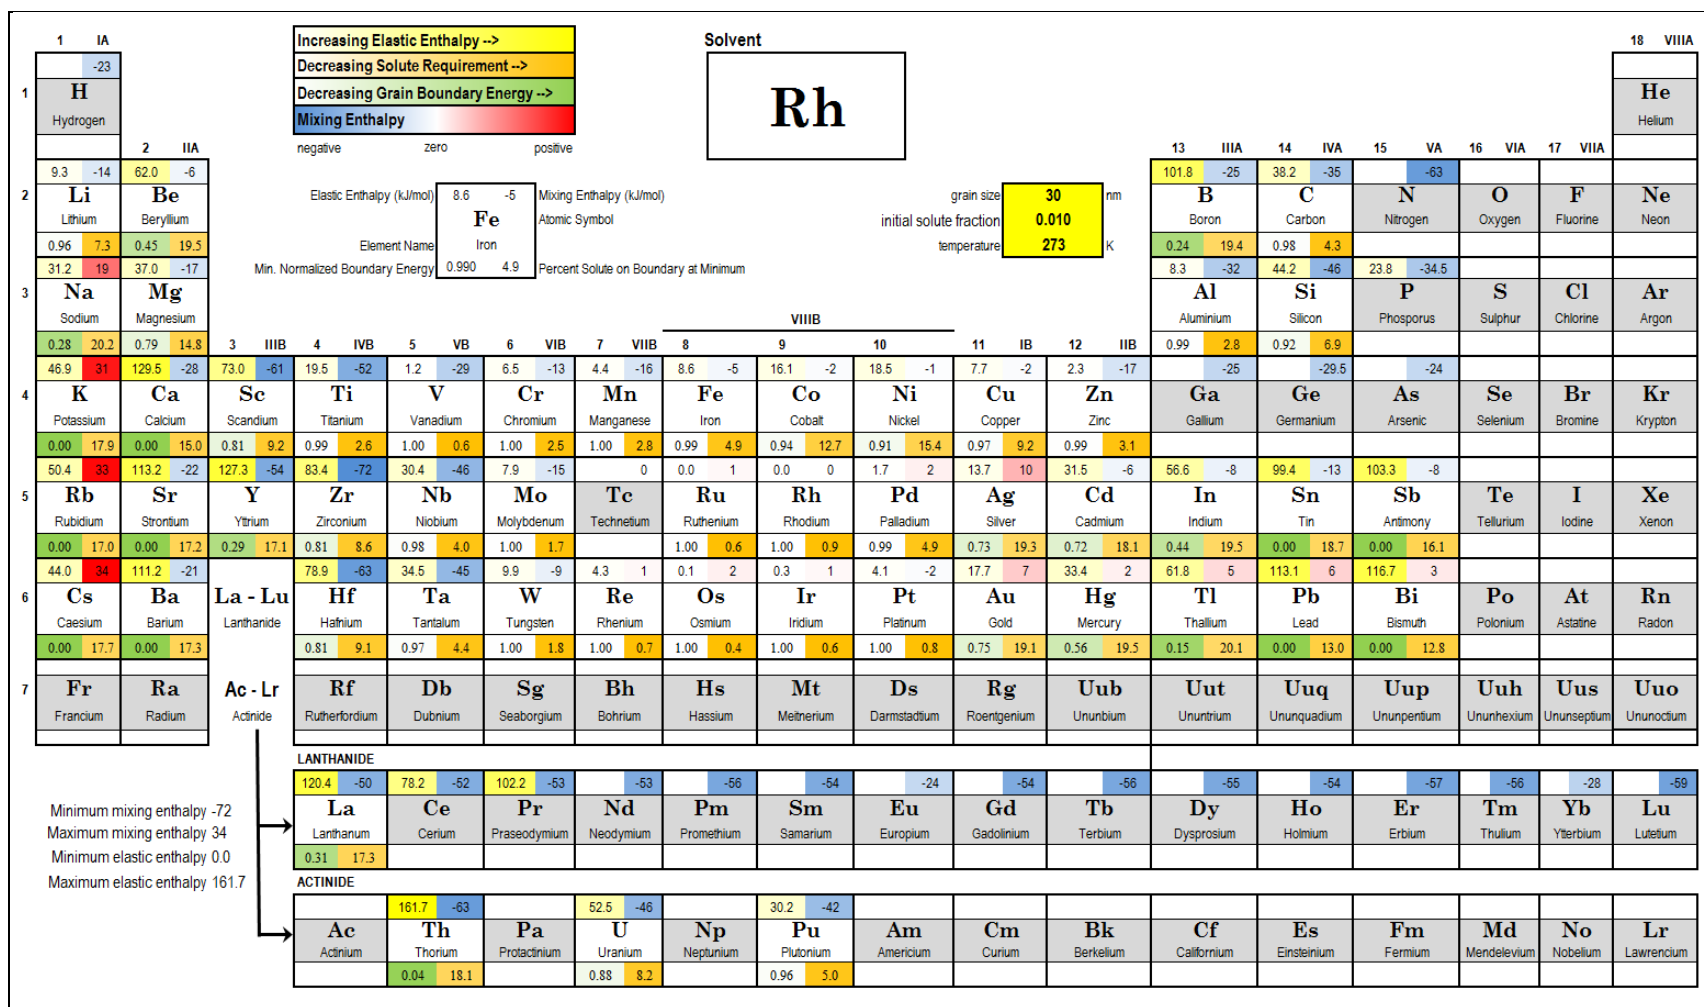 1 IA
Increasing Elastic Enthalpy -->
Solvent
18 VIIIA
-23
Decreasing Solute Requirement -->
1 H
Decreasing Grain Boundary Energy -->
Rh
He
Hydrogen
Mixing Enthalpy
Helium
2 IIA
negative zero positive
13 IIIA 14 IVA 15 VA 16 VIA 17 VIIA
9.3 -14 62.0 -6
101.8 -25 38.2 -35 -63
2 Li Be
Elastic Enthalpy (kJ/mol) 8.6 -5 Mixing Enthalpy (kJ/mol)
grain size 30 nm
B C N O F Ne
Lithium Beryllium
Fe Atomic Symbol
initial solute fraction 0.010
Boron Carbon Nitrogen Oxygen Fluorine Neon
0.96 7.3 0.45 19.5
Element Name Iron
temperature 273 K
0.24 19.4 0.98 4.3
31.2 19 37.0 -17
Min. Normalized Boundary Energy 0.990 4.9 Percent Solute on Boundary at Minimum
8.3 -32 44.2 -46 23.8 -34.5
3 Na Mg Al Si P S Cl Ar
Sodium Magnesium Aluminium Silicon Phosporus Sulphur Chlorine Argon
VIIIB
0.28 20.2 0.79 14.8 3 IIIB 4 IVB 5 VB 6 VIB 7 VIIB 8 9 10 11 IB 12 IIB 0.99 2.8 0.92 6.9
46.9 31 129.5 -28 73.0 -61 19.5 -52 1.2 -29 6.5 -13 4.4 -16 8.6 -5 16.1 -2 18.5 -1 7.7 -2 2.3 -17 -25 -29.5 -24
4 K Ca Sc Ti V Cr Mn Fe Co Ni Cu Zn Ga Ge As Se Br Kr
Potassium Calcium Scandium Titanium Vanadium Chromium Manganese Iron Cobalt Nickel Copper Zinc Gallium Germanium Arsenic Selenium Bromine Krypton
0.00 17.9 0.00 15.0 0.81 9.2 0.99 2.6 1.00 0.6 1.00 2.5 1.00 2.8 0.99 4.9 0.94 12.7 0.91 15.4 0.97 9.2 0.99 3.1
50.4 33 113.2 -22 127.3 -54 83.4 -72 30.4 -46 7.9 -15 0 0.0 1 0.0 0 1.7 2 13.7 10 31.5 -6 56.6 -8 99.4 -13 103.3 -8
5 Rb Sr Y Zr Nb Mo Tc Ru Rh Pd Ag Cd In Sn Sb Te I Xe
Rubidium Strontium Yttrium Zirconium Niobium Molybdenum Technetium Ruthenium Rhodium Palladium Silver Cadmium Indium Tin Antimony Tellurium Iodine Xenon
0.00 17.0 0.00 17.2 0.29 17.1 0.81 8.6 0.98 4.0 1.00 1.7 1.00 0.6 1.00 0.9 0.99 4.9 0.73 19.3 0.72 18.1 0.44 19.5 0.00 18.7 0.00 16.1
44.0 34 111.2 -21 78.9 -63 34.5 -45 9.9 -9 4.3 1 0.1 2 0.3 1 4.1 -2 17.7 7 33.4 2 61.8 5 113.1 6 116.7 3
6 Cs Ba La - Lu Hf Ta W Re Os Ir Pt Au Hg Tl Pb Bi Po At Rn
Caesium Barium Lanthanide Hafnium Tantalum Tungsten Rhenium Osmium Iridium Platinum Gold Mercury Thallium Lead Bismuth Polonium Astatine Radon
0.00 17.7 0.00 17.3 0.81 9.1 0.97 4.4 1.00 1.8 1.00 0.7 1.00 0.4 1.00 0.6 1.00 0.8 0.75 19.1 0.56 19.5 0.15 20.1 0.00 13.0 0.00 12.8
7 Fr Ra Ac - Lr Rf Db Sg Bh Hs Mt Ds Rg Uub Uut Uuq Uup Uuh Uus Uuo
Francium Radium Actinide Rutherfordium Dubnium Seaborgium Bohrium Hassium Meitnerium Darmstadtium Roentgenium Ununbium Ununtrium Ununquadium Ununpentium Ununhexium Ununseptium Ununoctium
LANTHANIDE
120.4 -50 78.2 -52 102.2 -53 -53 -56 -54 -24 -54 -56 -55 -54 -57 -56 -28 -59
La Ce Pr Nd Pm Sm Eu Gd Tb Dy Ho Er Tm Yb Lu
Lanthanum Cerium Praseodymium Neodymium Promethium Samarium Europium Gadolinium Terbium Dysprosium Holmium Erbium Thulium Ytterbium Lutetium
0.31 17.3
Minimum mixing enthalpy -72
Maximum mixing enthalpy 34
Minimum elastic enthalpy 0.0
Maximum elastic enthalpy 161.7
ACTINIDE
161.7 -63 52.5 -46 30.2 -42
Ac Th Pa U Np Pu Am Cm Bk Cf Es Fm Md No Lr
Actinium Thorium Protactinium Uranium Neptunium Plutonium Americium Curium Berkelium Californium Einsteinium Fermium Mendelevium Nobelium Lawrencium
0.04 18.1 0.88 8.2 0.96 5.0